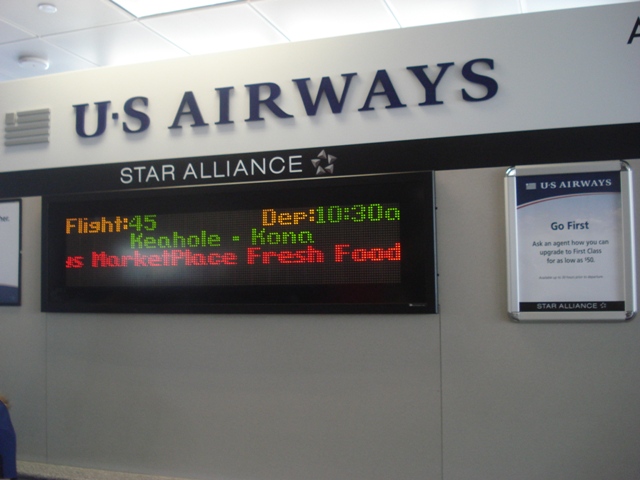 U·S AIRWAYS
STAR ALLIANCE
Flight:45 Dep:10:30a
Keahole - Kona
as MarketPlace Fresh Food
U·S AIRWAYS
Go First
Ask an agent how you can
upgrade to First Class
for as low as $50.
STAR ALLIANCE